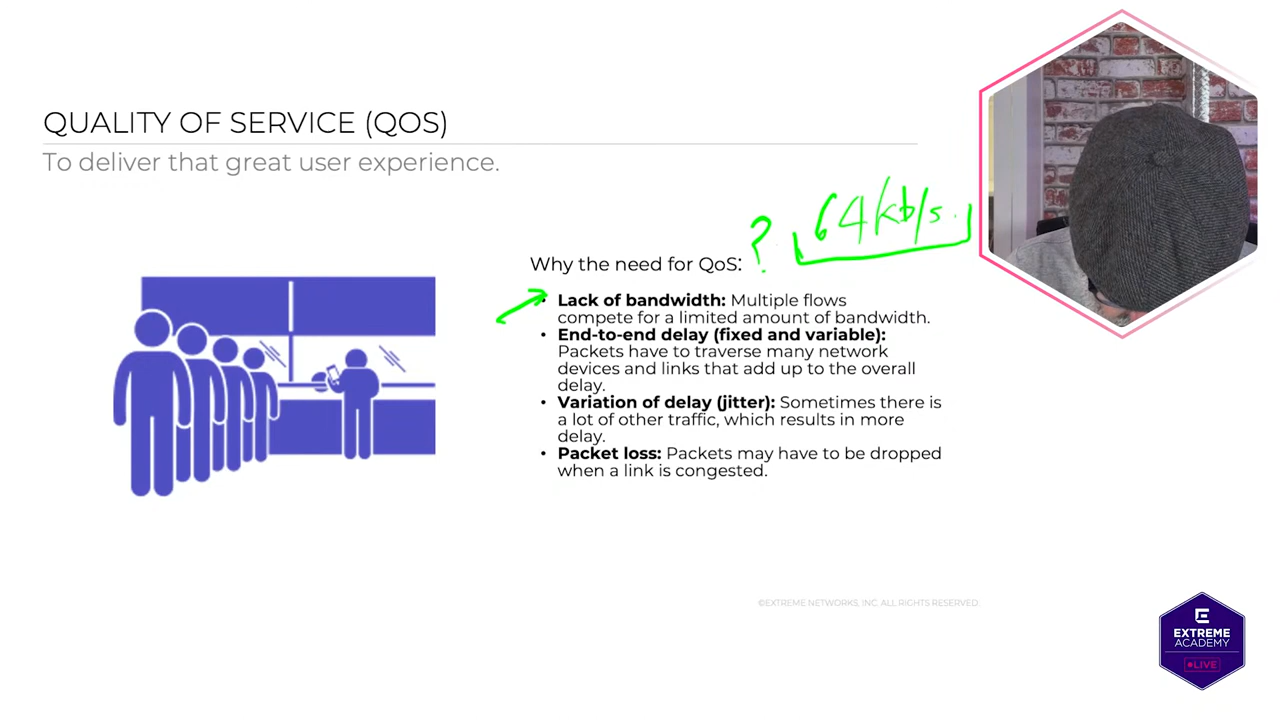 QUALITY OF SERVICE (QOS)
To deliver that great user experience.
64kb/s.
?
Why the need for QoS:
• Lack of bandwidth: Multiple flows
compete for a limited amount of bandwidth.
• End-to-end delay (fixed and variable):
Packets have to traverse many network
devices and links that add up to the overall
delay.
• Variation of delay (jitter): Sometimes there is
a lot of other traffic, which results in more
delay.
• Packet loss: Packets may have to be dropped
when a link is congested.
©EXTREME NETWORKS, INC. ALL RIGHTS RESERVED.
E
EXTREME
ACADEMY
LIVE